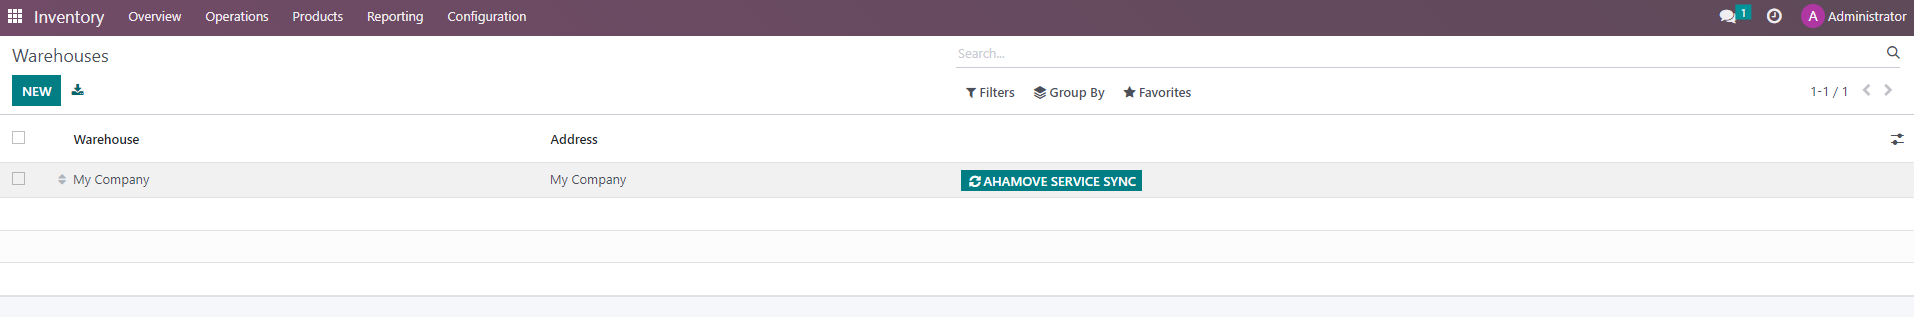 Inventory Overview Operations Products Reporting Configuration 1 A Administrator
Warehouses Search...
NEW Filters Group By Favorites 1-1 / 1
Warehouse Address
My Company My Company AHAMOVE SERVICE SYNC